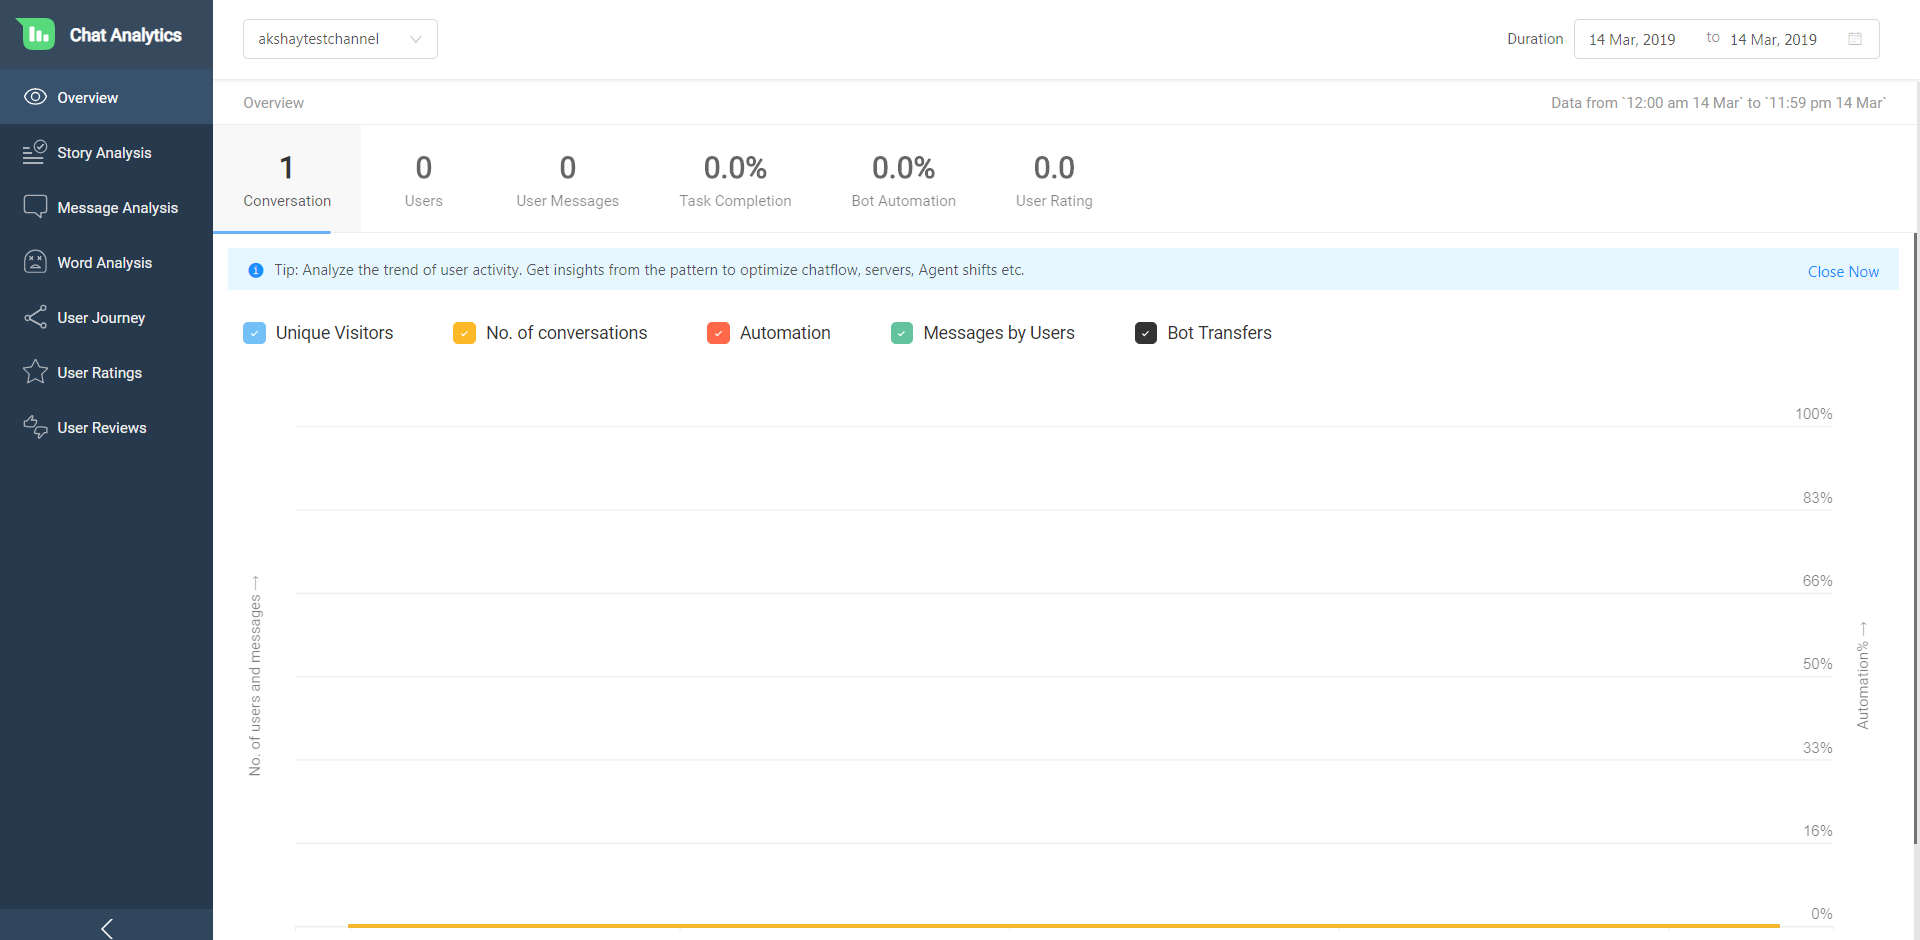 Chat Analytics
akshaytestchannel
Duration 14 Mar, 2019 to 14 Mar, 2019
Overview
Story Analysis
Message Analysis
Word Analysis
User Journey
User Ratings
User Reviews
Overview
Data from `12:00 am 14 Mar` to `11:59 pm 14 Mar`
1 0 0 0.0% 0.0% 0.0
Conversation Users User Messages Task Completion Bot Automation User Rating
Tip: Analyze the trend of user activity. Get insights from the pattern to optimize chatflow, servers, Agent shifts etc.
Close Now
Unique Visitors No. of conversations Automation Messages by Users Bot Transfers
100%
83%
66%
50%
33%
16%
0%
No. of users and messages →
Automation% →